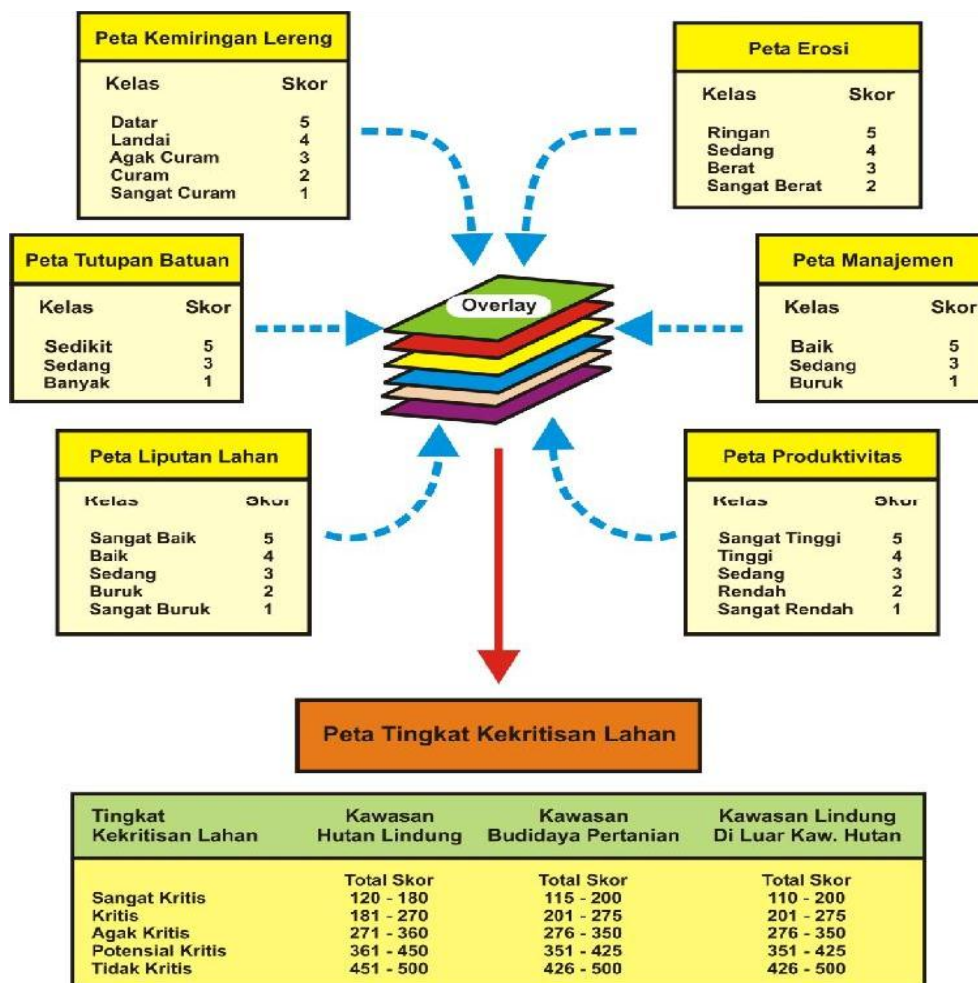 Peta Kemiringan Lereng
Kelas Skor
Datar 5
Landai 4
Agak Curam 3
Curam 2
Sangat Curam 1
Peta Erosi
Kelas Skor
Ringan 5
Sedang 4
Berat 3
Sangat Berat 2
Peta Tutupan Batuan
Kelas Skor
Sedikit 5
Sedang 3
Banyak 1
Overlay
Peta Manajemen
Kelas Skor
Baik 5
Sedang 3
Buruk 1
Peta Liputan Lahan
Kelas Skor
Sangat Baik 5
Baik 4
Sedang 3
Buruk 2
Sangat Buruk 1
Peta Produktivitas
Kelas Skor
Sangat Tinggi 5
Tinggi 4
Sedang 3
Rendah 2
Sangat Rendah 1
Peta Tingkat Kekritisan Lahan
Tingkat Kawasan Kawasan Kawasan Lindung
Kekritisan Lahan Hutan Lindung Budidaya Pertanian Di Luar Kaw. Hutan
Total Skor Total Skor Total Skor
Sangat Kritis 120 - 180 115 - 200 110 - 200
Kritis 181 - 270 201 - 275 201 - 275
Agak Kritis 271 - 360 276 - 350 276 - 350
Potensial Kritis 361 - 450 351 - 425 351 - 425
Tidak Kritis 451 - 500 426 - 500 426 - 500